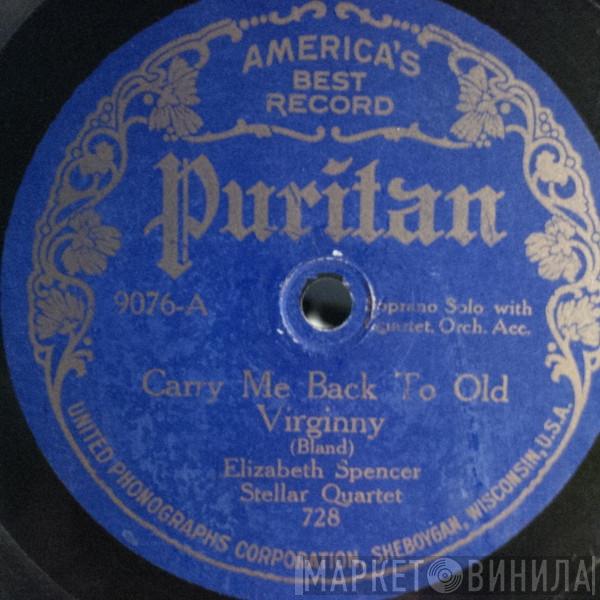 AMERICA'S
BEST
RECORD
Puritan
9076-A
Soprano Solo with
Quartet, Orch. Acc.
Carry Me Back To Old
Virginny
(Bland)
Elizabeth Spencer
Stellar Quartet
728
UNITED PHONOGRAPHS CORPORATION, SHEBOYGAN, WISCONSIN, U.S.A.
МАРКЕТ ВИНИЛА